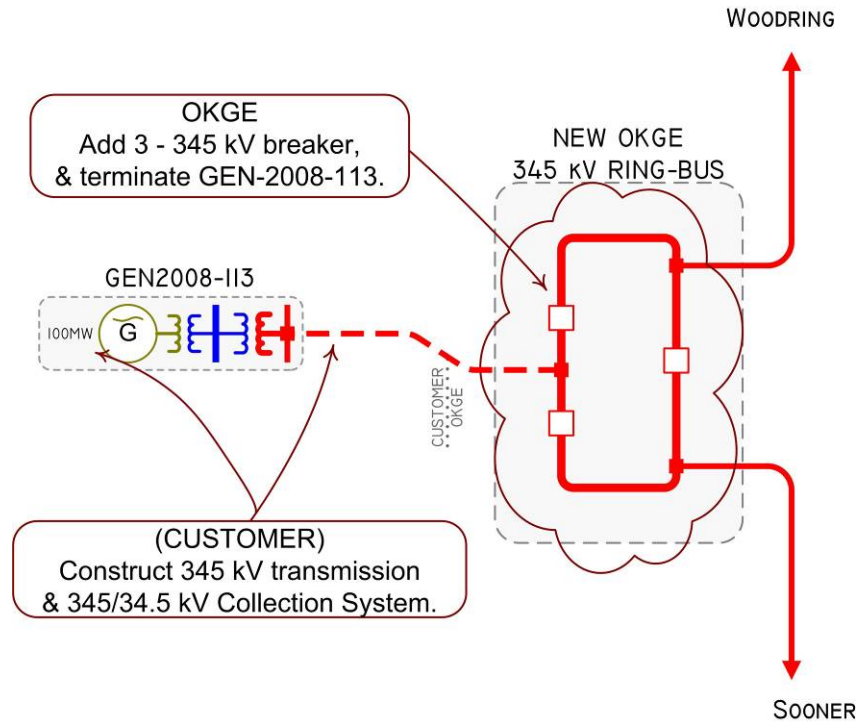 WOODRING
OKGE
Add 3 - 345 kV breaker,
& terminate GEN-2008-113.
NEW OKGE
345 KV RING-BUS
GEN2008-113
100MW
G
CUSTOMER
OKGE
(CUSTOMER)
Construct 345 kV transmission
& 345/34.5 kV Collection System.
SOONER